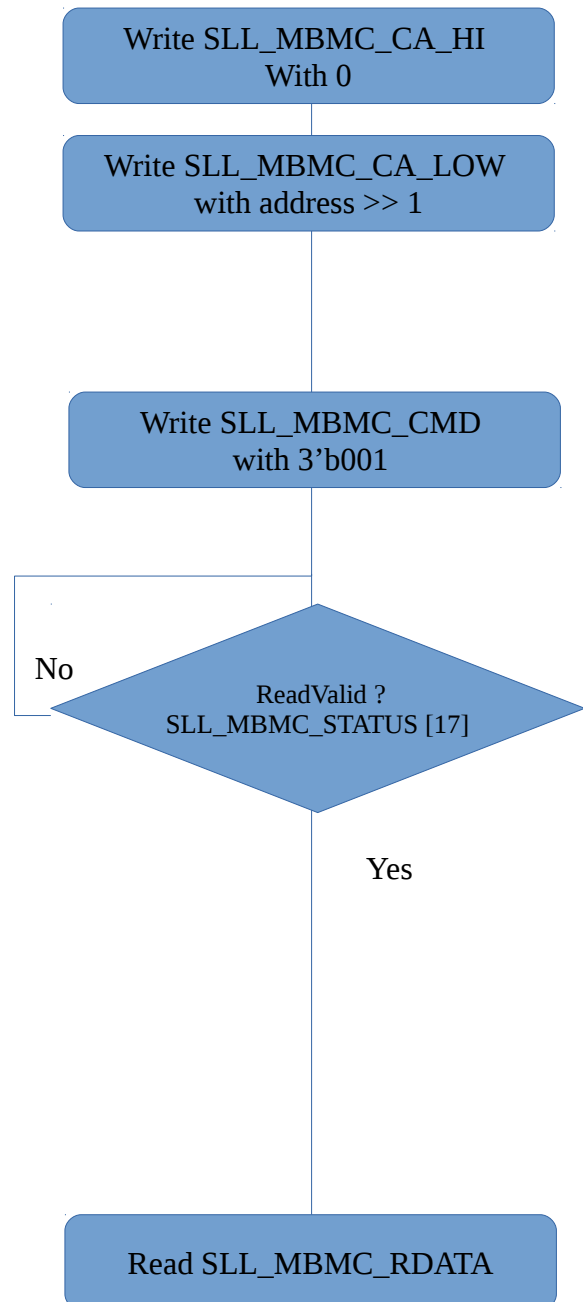 Write SLL_MBMC_CA_HI
With 0
Write SLL_MBMC_CA_LOW
with address >> 1
Write SLL_MBMC_CMD
with 3’b001
No
ReadValid ?
SLL_MBMC_STATUS [17]
Yes
Read SLL_MBMC_RDATA